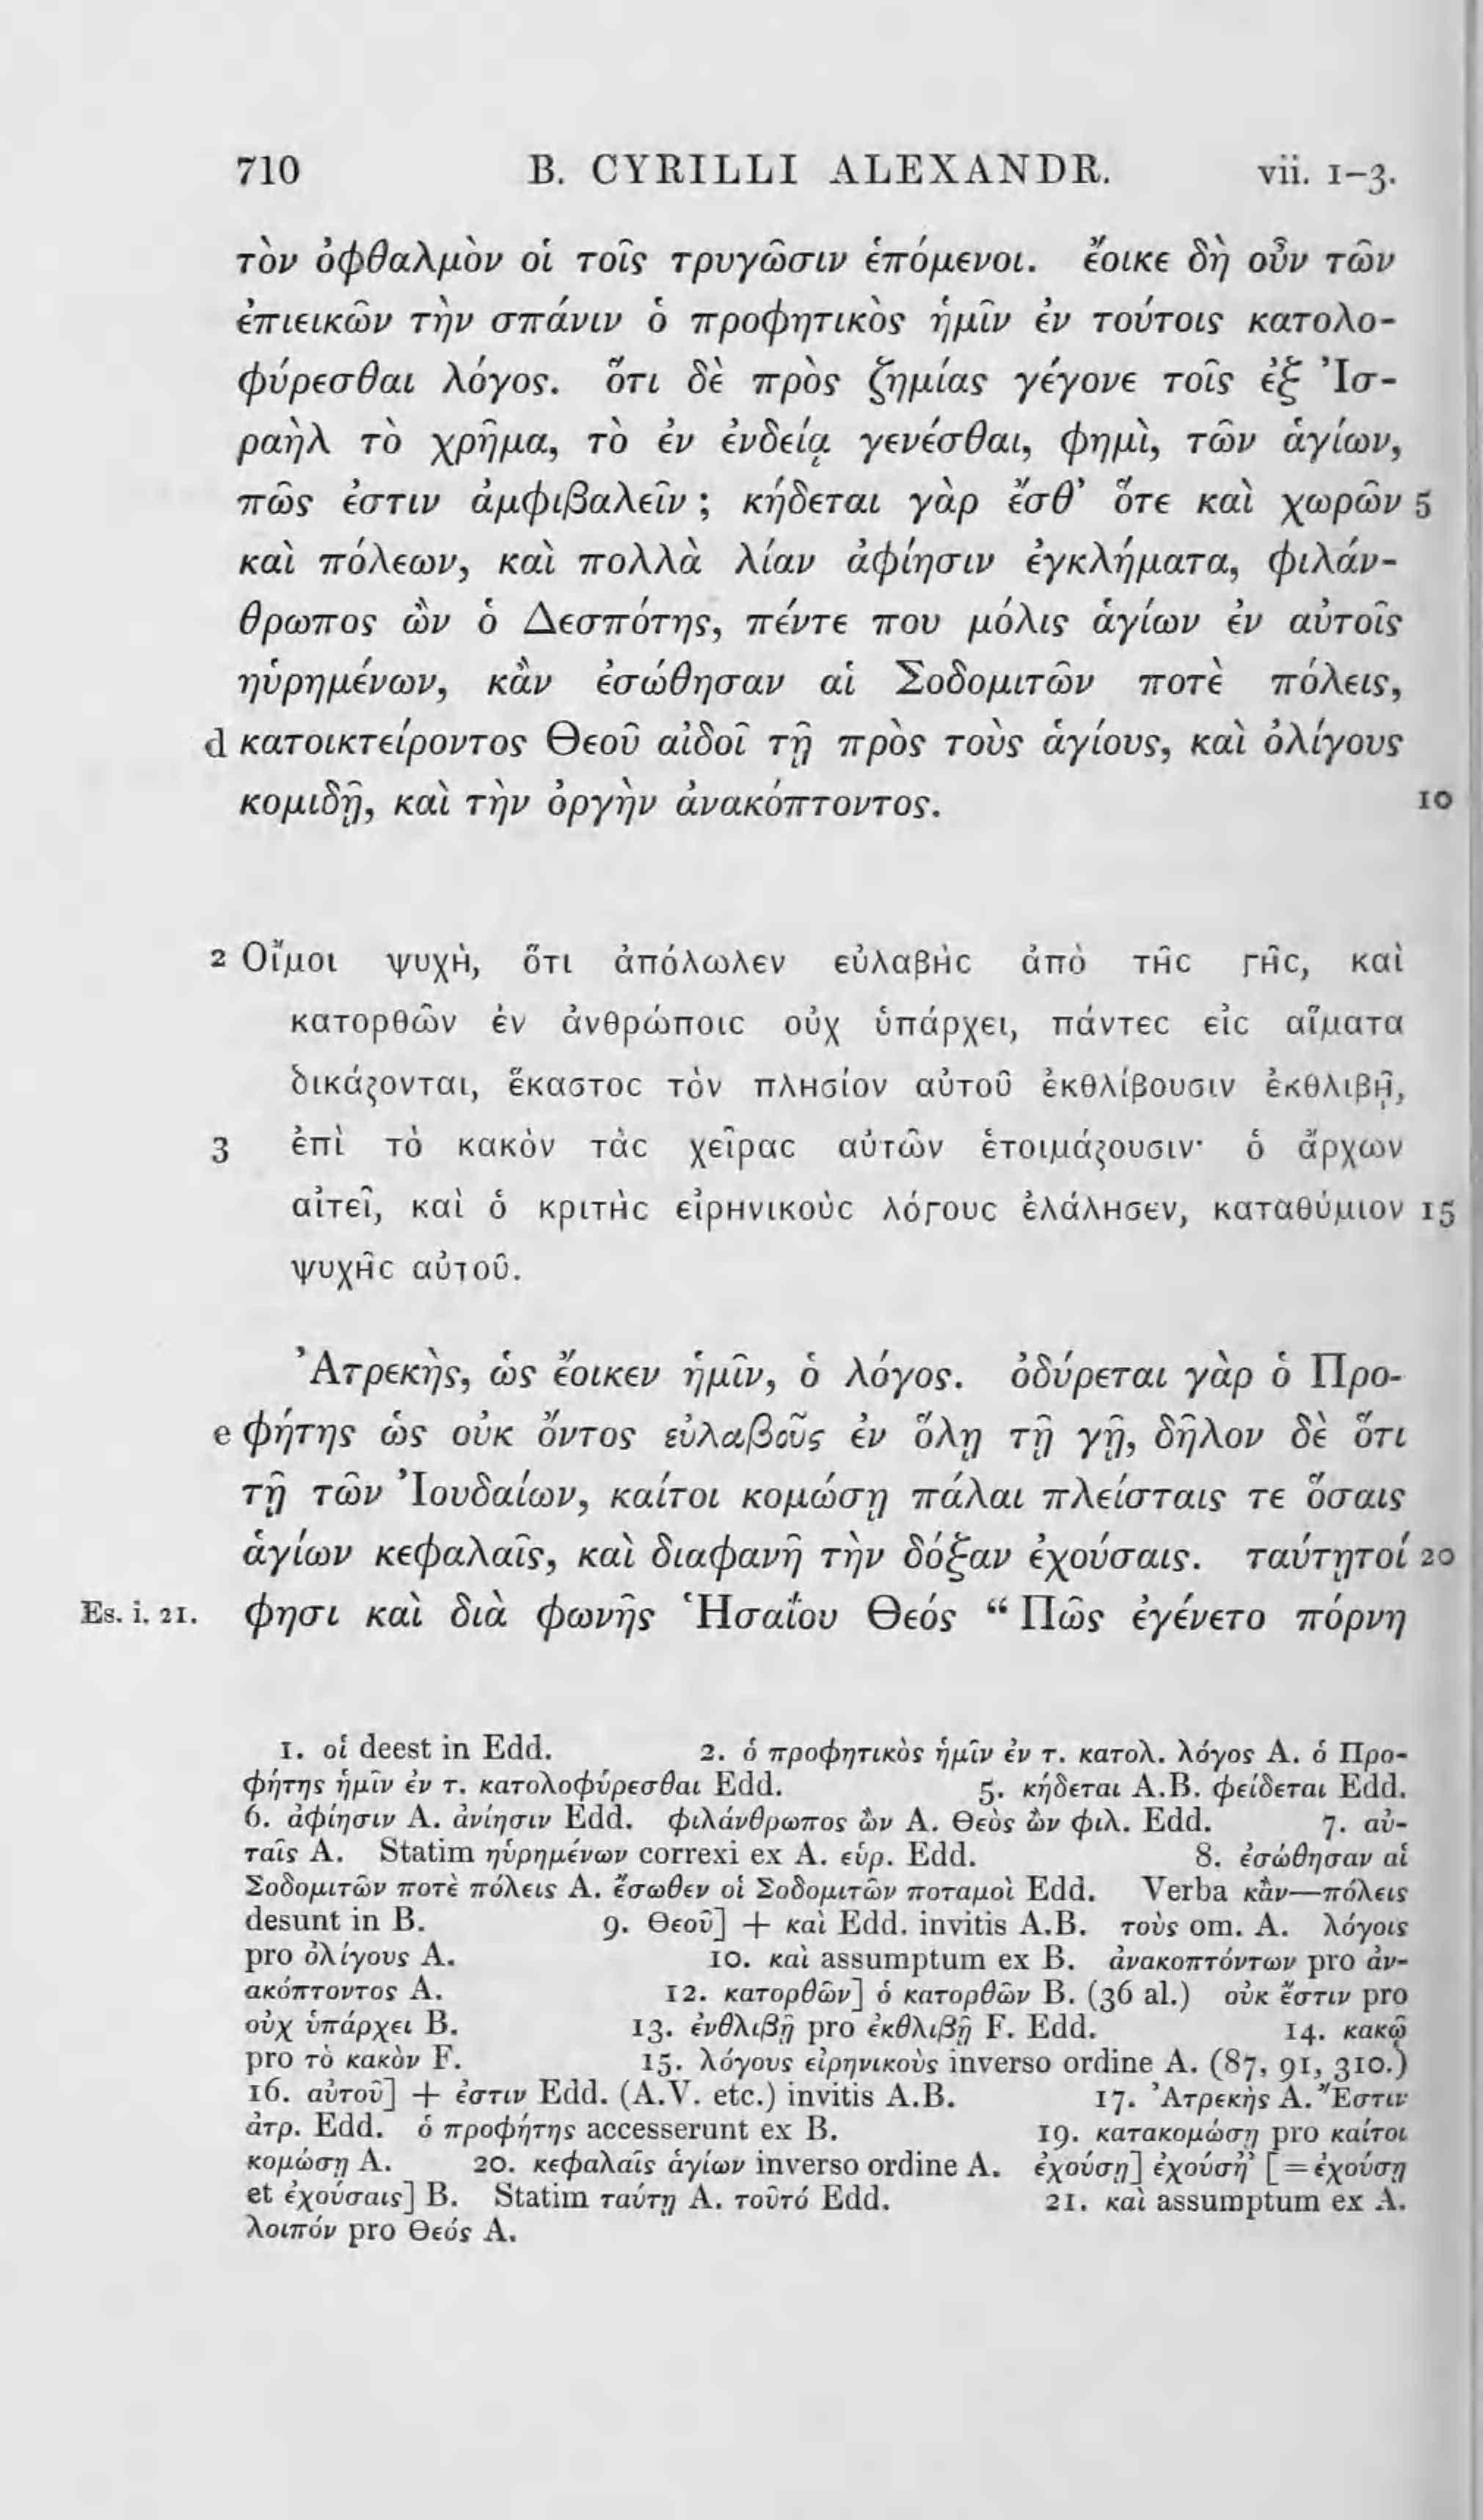 710 B. CYRILLI ALEXANDR. vii. 1-3.
τὸν ὀφθαλμὸν οἱ τοῖς τρυγῶσιν ἑπόμενοι. ἔοικε δὴ οὖν τῶν
ἐπιεικῶν τὴν σπάνιν ὁ προφητικὸς ἡμῖν ἐν τούτοις κατολο-
φύρεσθαι λόγος. ὅτι δὲ πρὸς ζημίας γέγονε τοῖς ἐξ Ἰσ-
ραὴλ τὸ χρῆμα, τὸ ἐν ἐνδείᾳ γενέσθαι, φημὶ, τῶν ἁγίων,
πῶς ἐστιν ἀμφιβαλεῖν ; κήδεται γὰρ ἔσθ’ ὅτε καὶ χωρῶν 5
καὶ πόλεων, καὶ πολλὰ λίαν ἀφίησιν ἐγκλήματα, φιλάν-
θρωπος ὢν ὁ Δεσπότης, πέντε που μόλις ἁγίων ἐν αὐτοῖς
ηὑρημένων, κἂν ἐσώθησαν αἱ Σοδομιτῶν ποτὲ πόλεις,
d κατοικτείροντος Θεοῦ αἰδοῖ τῇ πρὸς τοὺς ἁγίους, καὶ ὀλίγους
κομιδῇ, καὶ τὴν ὀργὴν ἀνακόπτοντος. 10
2 Οἴμοι ψυχὴ, ὅτι ἀπόλωλεν εὐλαβὴς ἀπὸ τῆς γῆς, καὶ
κατορθῶν ἐν ἀνθρώποις οὐχ ὑπάρχει, πάντες εἰς αἵματα
δικάζονται, ἕκαστος τὸν πλησίον αὐτοῦ ἐκθλίβουσιν ἐκθλιβῇ,
3 ἐπὶ τὸ κακὸν τὰς χεῖρας αὐτῶν ἑτοιμάζουσιν· ὁ ἄρχων
αἰτεῖ, καὶ ὁ κριτὴς εἰρηνικοὺς λόγους ἐλάλησεν, καταθύμιον 15
ψυχῆς αὐτοῦ.
Ἀτρεκὴς, ὡς ἔοικεν ἡμῖν, ὁ λόγος. ὀδύρεται γὰρ ὁ Προ-
e φήτης ὡς οὐκ ὄντος εὐλαβοῦς ἐν ὅλῃ τῇ γῇ, δῆλον δὲ ὅτι
τῇ τῶν Ἰουδαίων, καίτοι κομώσῃ πάλαι πλείσταις τε ὅσαις
ἁγίων κεφαλαῖς, καὶ διαφανῆ τὴν δόξαν ἐχούσαις. ταύτῃτοί 20
Es. i. 21. φησι καὶ διὰ φωνῆς Ἡσαΐου Θεός “ Πῶς ἐγένετο πόρνη
1. οἱ deest in Edd. 2. ὁ προφητικὸς ἡμῖν ἐν τ. κατολ. λόγος A. ὁ Προ-
φήτης ἡμῖν ἐν τ. κατολοφύρεσθαι Edd. 5. κήδεται A.B. φείδεται Edd.
6. ἀφίησιν A. ἀνίησιν Edd. φιλάνθρωπος ὢν A. Θεὸς ὢν φιλ. Edd. 7. αὐ-
ταῖς A. Statim ηὑρημένων correxi ex A. εὑρ. Edd. 8. ἐσώθησαν αἱ
Σοδομιτῶν ποτὲ πόλεις A. ἔσωθεν οἱ Σοδομιτῶν ποταμοὶ Edd. Verba κἂν—πόλεις
desunt in B. 9. Θεοῦ] + καὶ Edd. invitis A.B. τοὺς om. A. λόγοις
pro ὀλίγους A. 10. καὶ assumptum ex B. ἀνακοπτόντων pro ἀν-
ακόπτοντος A. 12. κατορθῶν] ὁ κατορθῶν B. (36 al.) οὐκ ἔστιν pro
οὐχ ὑπάρχει B. 13. ἐνθλιβῇ pro ἐκθλιβῇ F. Edd. 14. κακῷ
pro τὸ κακὸν F. 15. λόγους εἰρηνικοὺς inverso ordine A. (87, 91, 310.)
16. αὐτοῦ] + ἐστιν Edd. (A.V. etc.) invitis A.B. 17. Ἀτρεκὴς A. Ἔστιν
ἀτρ. Edd. ὁ προφήτης accesserunt ex B. 19. κατακομώσῃ pro καίτοι
κομώσῃ A. 20. κεφαλαῖς ἁγίων inverso ordine A. ἐχούσῃ] ἐχούσᾐ [=ἐχούσῃ
et ἐχούσαις] B. Statim ταύτῃ A. τοῦτό Edd. 21. καὶ assumptum ex A.
λοιπόν pro Θεός A.